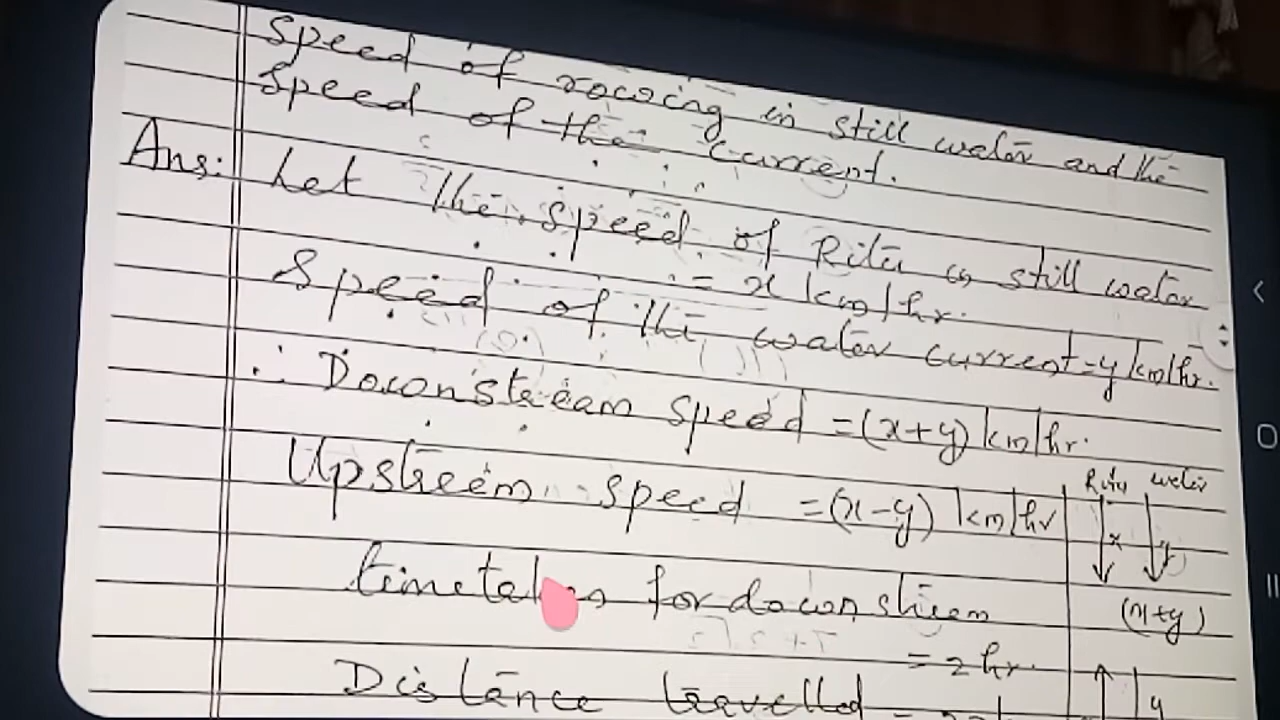 Speed of rowing in still water and the
Speed of the current.
Ans: Let the speed of Ritu in still water
= x km/hr.
Speed of the water current = y km/hr.
∴ Downstream speed = (x+y) km/hr.
Upstreem speed = (x-y) km/hr
Ritu water
x y
(x+y)
time taken for downstreem
= 2 hr.
Distance travelled =
y